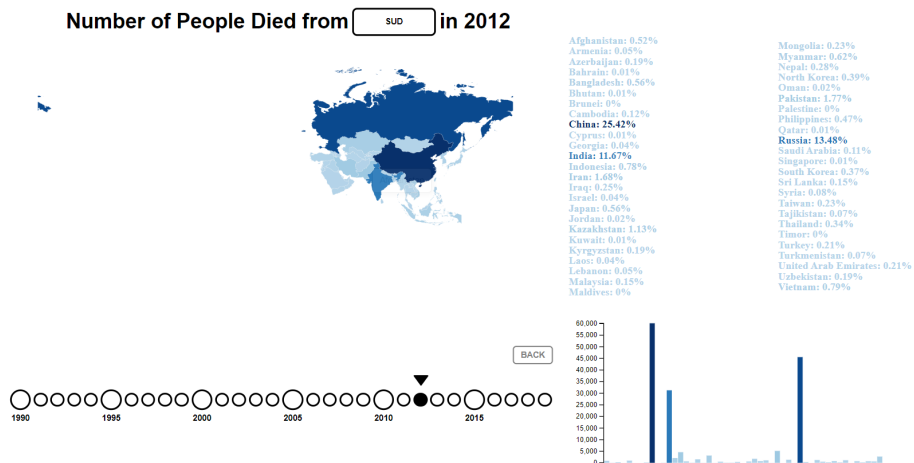 Number of People Died from SUD in 2012
Afghanistan: 0.52%
Armenia: 0.05%
Azerbaijan: 0.19%
Bahrain: 0.01%
Bangladesh: 0.56%
Bhutan: 0.01%
Brunei: 0%
Cambodia: 0.12%
China: 25.42%
Cyprus: 0.01%
Georgia: 0.04%
India: 11.67%
Indonesia: 0.78%
Iran: 1.68%
Iraq: 0.25%
Israel: 0.04%
Japan: 0.56%
Jordan: 0.02%
Kazakhstan: 1.13%
Kuwait: 0.01%
Kyrgyzstan: 0.19%
Laos: 0.04%
Lebanon: 0.05%
Malaysia: 0.15%
Maldives: 0%
Mongolia: 0.23%
Myanmar: 0.62%
Nepal: 0.28%
North Korea: 0.39%
Oman: 0.02%
Pakistan: 1.77%
Palestine: 0%
Philippines: 0.47%
Qatar: 0.01%
Russia: 13.48%
Saudi Arabia: 0.11%
Singapore: 0.01%
South Korea: 0.37%
Sri Lanka: 0.15%
Syria: 0.08%
Taiwan: 0.23%
Tajikistan: 0.07%
Thailand: 0.34%
Timor: 0%
Turkey: 0.21%
Turkmenistan: 0.07%
United Arab Emirates: 0.21%
Uzbekistan: 0.19%
Vietnam: 0.79%
BACK
1990 1995 2000 2005 2010 2015
60,000
55,000
50,000
45,000
40,000
35,000
30,000
25,000
20,000
15,000
10,000
5,000
0